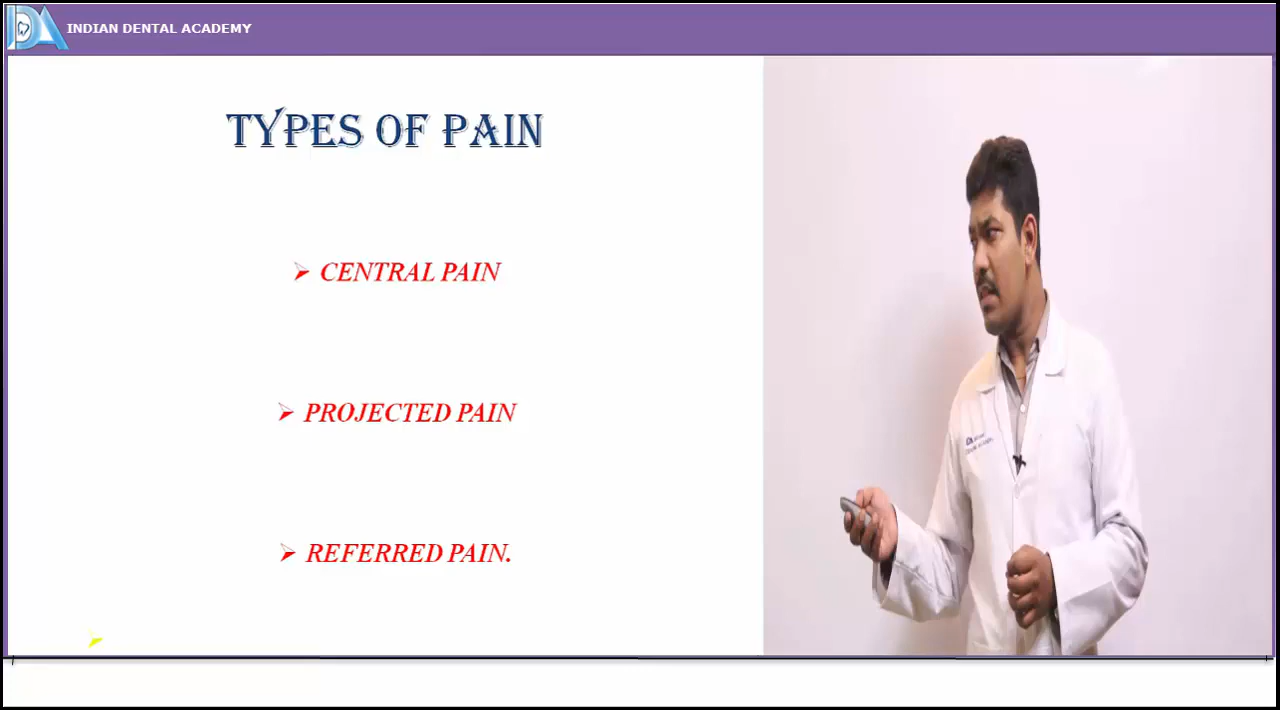 INDIAN DENTAL ACADEMY
TYPES OF PAIN
➢ CENTRAL PAIN
➢ PROJECTED PAIN
➢ REFERRED PAIN.